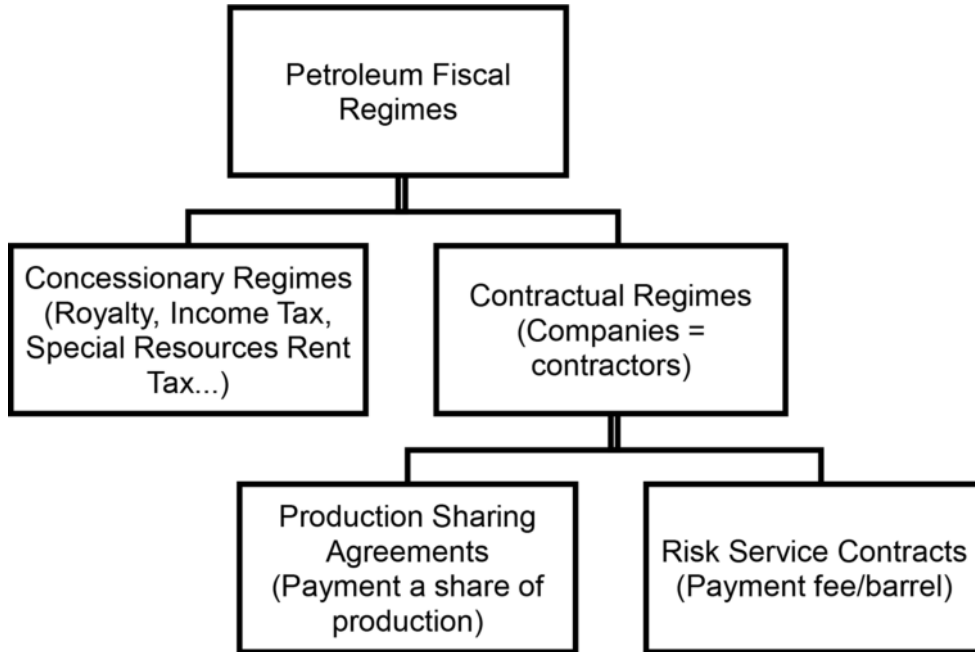 Petroleum Fiscal
Regimes
Concessionary Regimes
(Royalty, Income Tax,
Special Resources Rent
Tax...)
Contractual Regimes
(Companies =
contractors)
Production Sharing
Agreements
(Payment a share of
production)
Risk Service Contracts
(Payment fee/barrel)